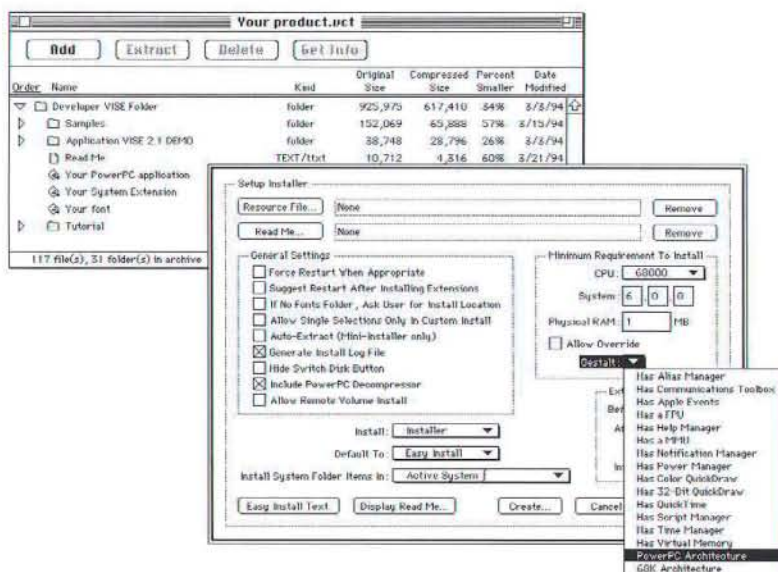 Your product.vct
Add Extract Delete Get Info
Order Name Kind Original Size Compressed Size Percent Smaller Date Modified
Developer VISE Folder folder 925,975 617,410 34% 3/3/94
Samples folder 152,069 65,888 57% 3/15/94
Application VISE 2.1 DEMO folder 38,748 28,796 26% 3/3/94
Read Me TEXT/ttxt 10,712 4,316 60% 3/21/94
Your PowerPC application
Your System Extension
Your font
Tutorial
117 file(s), 31 folder(s) in archive
Setup Installer
Resource File... None Remove
Read Me... None Remove
General Settings
Force Restart When Appropriate
Suggest Restart After Installing Extensions
If No Fonts Folder, Ask User for Install Location
Allow Single Selections Only in Custom Install
Auto-Extract (Mini-Installer only)
Generate Install Log File
Hide Switch Disk Button
Include PowerPC Decompressor
Allow Remote Volume Install
Minimum Requirement To Install
CPU: 68000
System: 6 . 0 . 0
Physical RAM: 1 MB
Allow Override
Gestalt:
Install: Installer
Default To: Easy Install
Install System Folder Items in: Active System
Easy Install Text Display Read Me... Create... Cancel
Has Alias Manager
Has Communications Toolbox
Has Apple Events
Has a FPU
Has Help Manager
Has a MMU
Has Notification Manager
Has Power Manager
Has Color QuickDraw
Has 32-Bit QuickDraw
Has QuickTime
Has Script Manager
Has Time Manager
Has Virtual Memory
PowerPC Architecture
68K Architecture